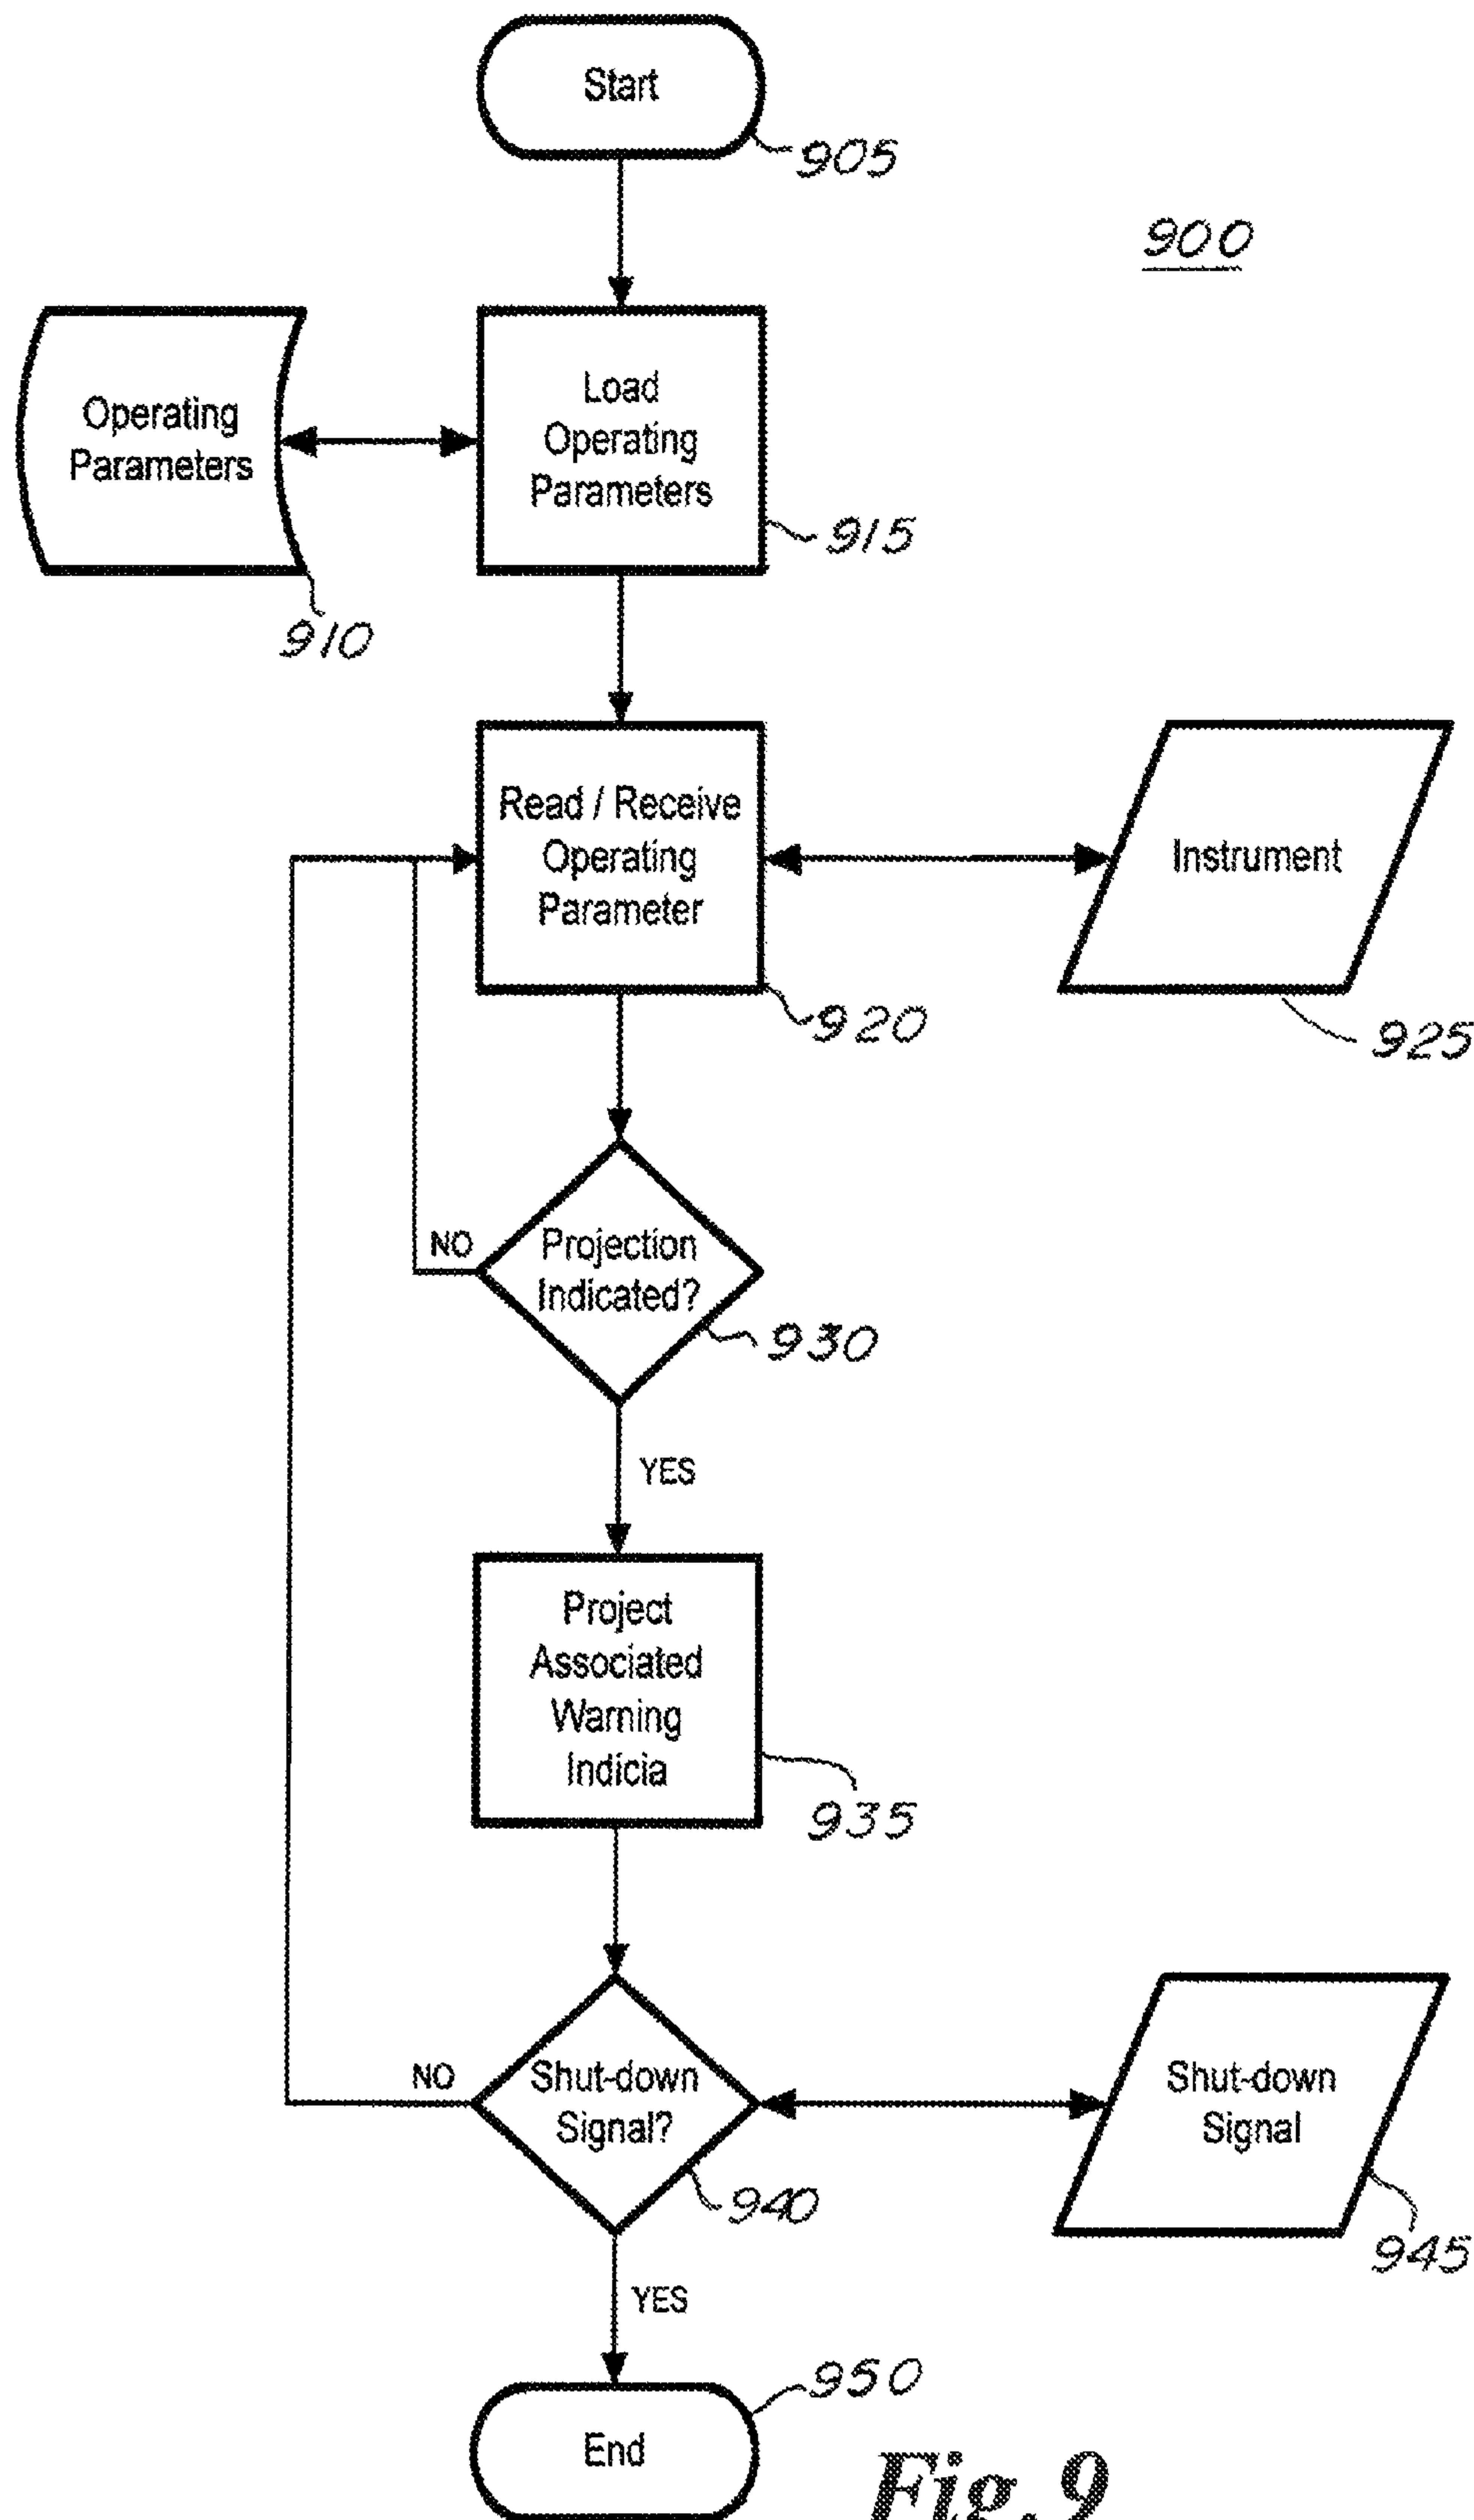 Start
905
900
Operating
Parameters
Load
Operating
Parameters
915
910
Read / Receive
Operating
Parameter
Instrument
920
925
NO
Projection
Indicated?
930
YES
Project
Associated
Warning
Indicia
935
NO
Shut-down
Signal?
Shut-down
Signal
940
945
YES
950
End
Fig. 9